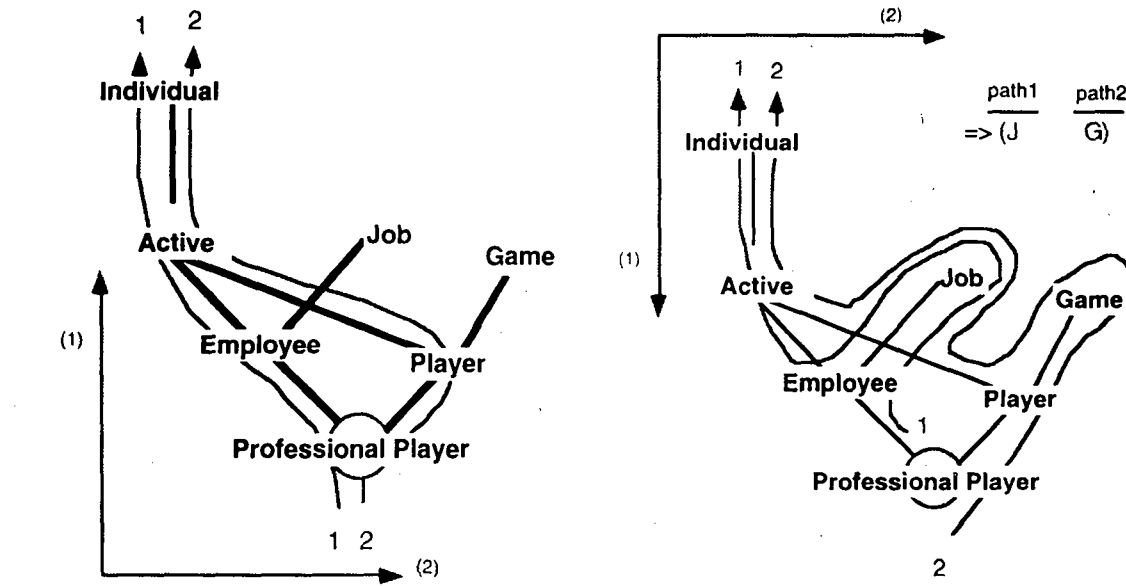 1 2
Individual
Active
Job
Game
(1)
Employee
Player
Professional Player
1 2
(2)
(2)
1 2
path1 path2
=> (J G)
Individual
(1)
Active
Job
Game
Employee
Player
1
Professional Player
2